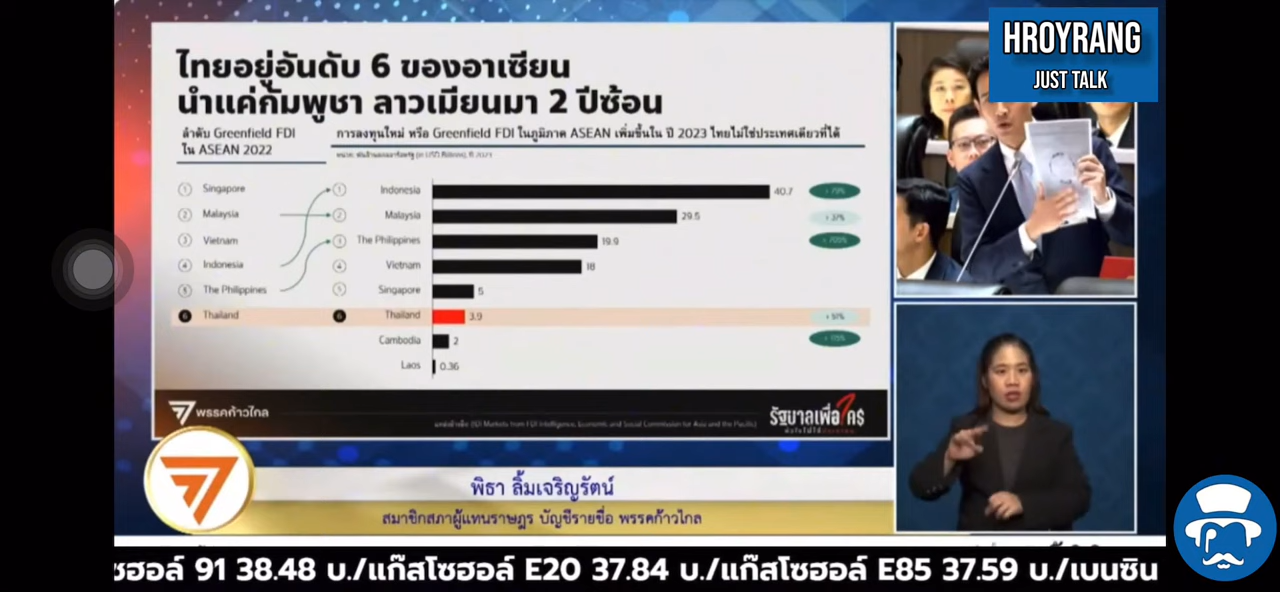 HROYRANG
JUST TALK
ไทยอยู่อันดับ 6 ของอาเซียน
นำแค่กัมพูชา ลาวเมียนมา 2 ปีซ้อน
ลำดับ Greenfield FDI
ใน ASEAN 2022
การลงทุนใหม่ หรือ Greenfield FDI ในภูมิภาค ASEAN เพิ่มขึ้นใน ปี 2023 ไทยไม่ใช่ประเทศเดียวที่ได้
1 Singapore 1 Indonesia 40.7
2 Malaysia 2 Malaysia 29.5 + 37%
3 Vietnam 3 The Philippines 19.9
4 Indonesia 4 Vietnam 18
5 The Philippines 5 Singapore 5
6 Thailand 6 Thailand 3.9
Cambodia 2
Laos 0.36
พรรคก้าวไกล
รัฐบาลเพื่อใคร
พิธา ลิ้มเจริญรัตน์
สมาชิกสภาผู้แทนราษฎร บัญชีรายชื่อ พรรคก้าวไกล
ซฮอล์ 91 38.48 บ./แก๊สโซฮอล์ E20 37.84 บ./แก๊สโซฮอล์ E85 37.59 บ./เบนซิน